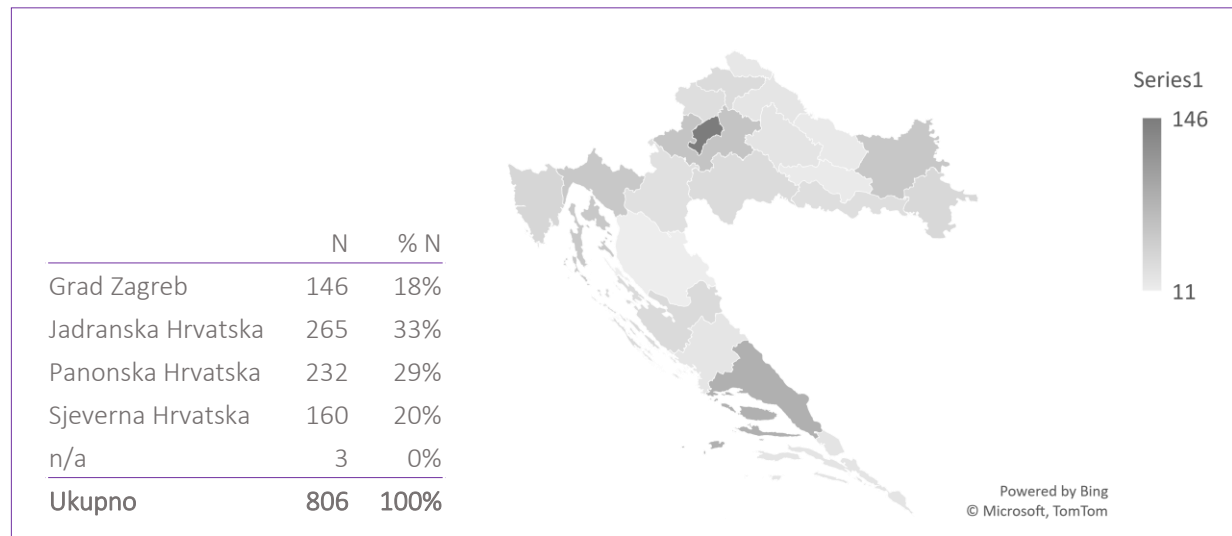 N % N
Grad Zagreb 146 18%
Jadranska Hrvatska 265 33%
Panonska Hrvatska 232 29%
Sjeverna Hrvatska 160 20%
n/a 3 0%
Ukupno 806 100%
Series1
146
11
Powered by Bing
© Microsoft, TomTom